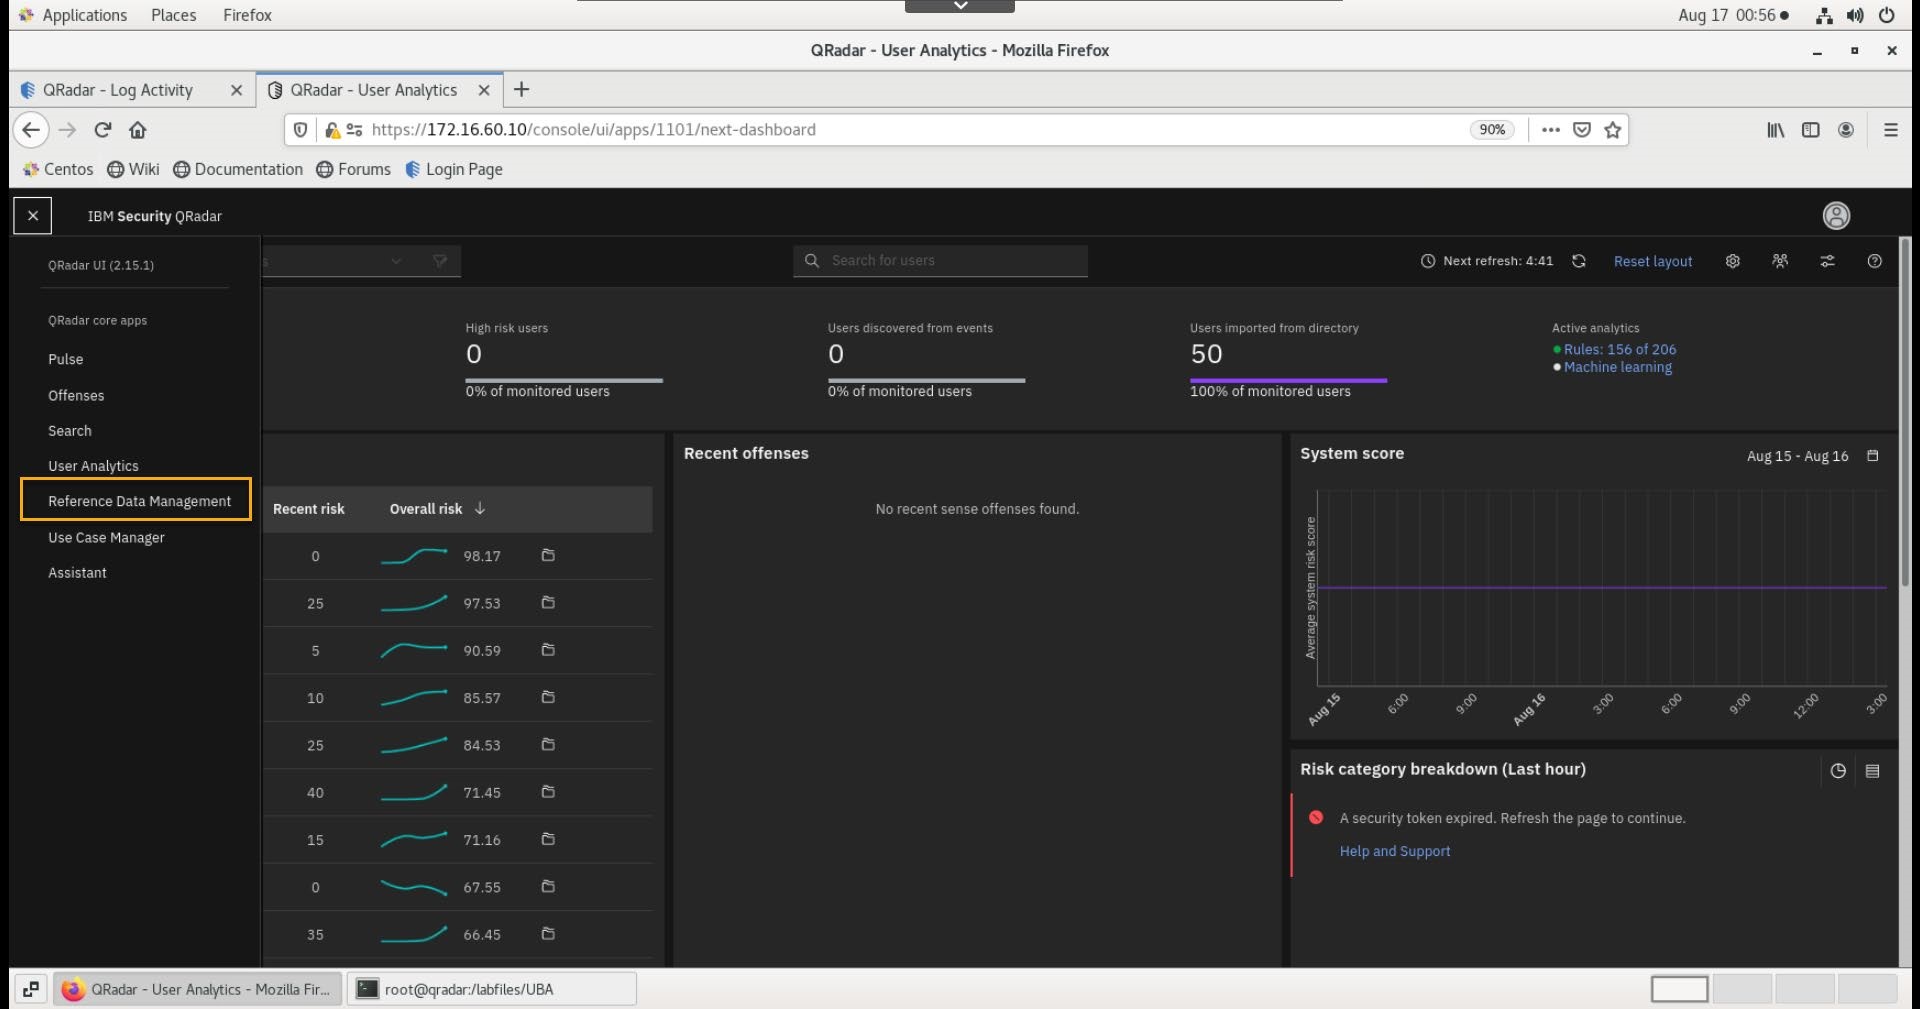 Applications Places Firefox Aug 17 00:56
QRadar - User Analytics - Mozilla Firefox
QRadar - Log Activity QRadar - User Analytics
https://172.16.60.10/console/ui/apps/1101/next-dashboard 90%
Centos Wiki Documentation Forums Login Page
IBM Security QRadar
QRadar UI (2.15.1)
QRadar core apps
Pulse
Offenses
Search
User Analytics
Reference Data Management
Use Case Manager
Assistant
s
Search for users
Next refresh: 4:41
Reset layout
High risk users
0
0% of monitored users
Users discovered from events
0
0% of monitored users
Users imported from directory
50
100% of monitored users
Active analytics
Rules: 156 of 206
Machine learning
Recent risk Overall risk
0 98.17
25 97.53
5 90.59
10 85.57
25 84.53
40 71.45
15 71.16
0 67.55
35 66.45
Recent offenses
No recent sense offenses found.
System score
Aug 15 - Aug 16
Average system risk score
Aug 15 6:00 9:00 Aug 16 3:00 6:00 9:00 12:00 3:00
Risk category breakdown (Last hour)
A security token expired. Refresh the page to continue.
Help and Support
QRadar - User Analytics - Mozilla Fir... root@qradar:/labfiles/UBA